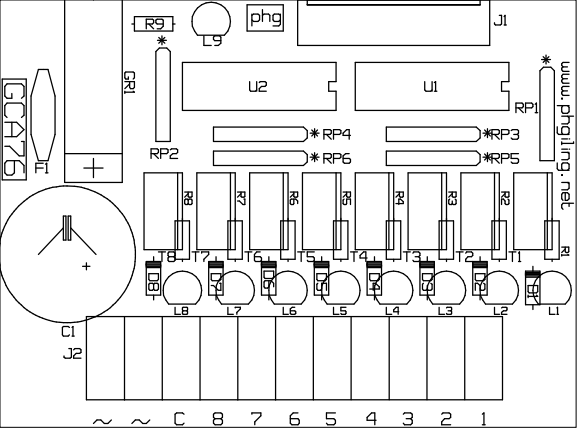 R9
L9
phg
J1
GCA76
F1
GR1
RP2
U2
U1
RP1
www.phgiling.net
*RP4
*RP3
*RP6
*RP5
R8
R7
R6
R5
R4
R3
R2
R1
T8
T7
T6
T5
T4
T3
T2
T1
D8
D7
D6
D5
D4
D3
D2
D1
L8
L7
L6
L5
L4
L3
L2
L1
+
C1
J2
~ ~ C 8 7 6 5 4 3 2 1